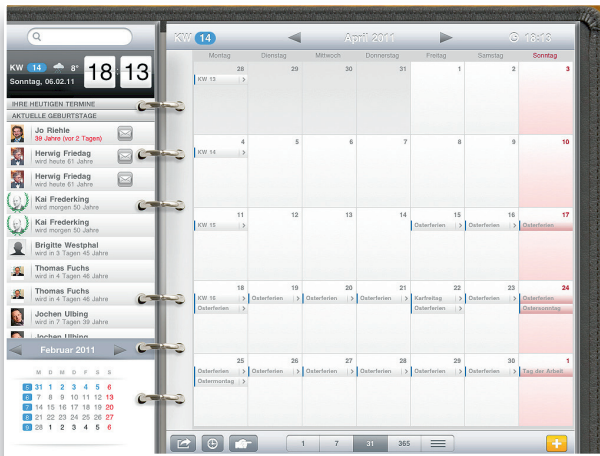 KW 14 8°
Sonntag, 06.02.11
18 13
IHRE HEUTIGEN TERMINE
AKTUELLE GEBURTSTAGE
Jo Riehle
39 Jahre (vor 2 Tagen)
Herwig Friedag
wird heute 61 Jahre
Herwig Friedag
wird heute 61 Jahre
Kai Frederking
wird morgen 50 Jahre
Kai Frederking
wird morgen 50 Jahre
Brigitte Westphal
wird in 3 Tagen 45 Jahre
Thomas Fuchs
wird in 4 Tagen 46 Jahre
Thomas Fuchs
wird in 4 Tagen 46 Jahre
Jochen Ulbing
wird in 7 Tagen 39 Jahre
Jochen Ulbing
Februar 2011
M D M D F S S
5 31 1 2 3 4 5 6
6 7 8 9 10 11 12 13
7 14 15 16 17 18 19 20
8 21 22 23 24 25 26 27
9 28 1 2 3 4 5 6
KW 14 April 2011 18:13
Montag Dienstag Mittwoch Donnerstag Freitag Samstag Sonntag
28 29 30 31 1 2 3
KW 13
4 5 6 7 8 9 10
KW 14
11 12 13 14 15 16 17
KW 15 Osterferien Osterferien Osterferien
18 19 20 21 22 23 24
KW 16 Osterferien Osterferien Osterferien Karfreitag Osterferien Osterferien
Osterferien Osterferien Ostersonntag
25 26 27 28 29 30 1
Osterferien Osterferien Osterferien Osterferien Osterferien Osterferien Tag der Arbeit
Ostermontag
1 7 31 365